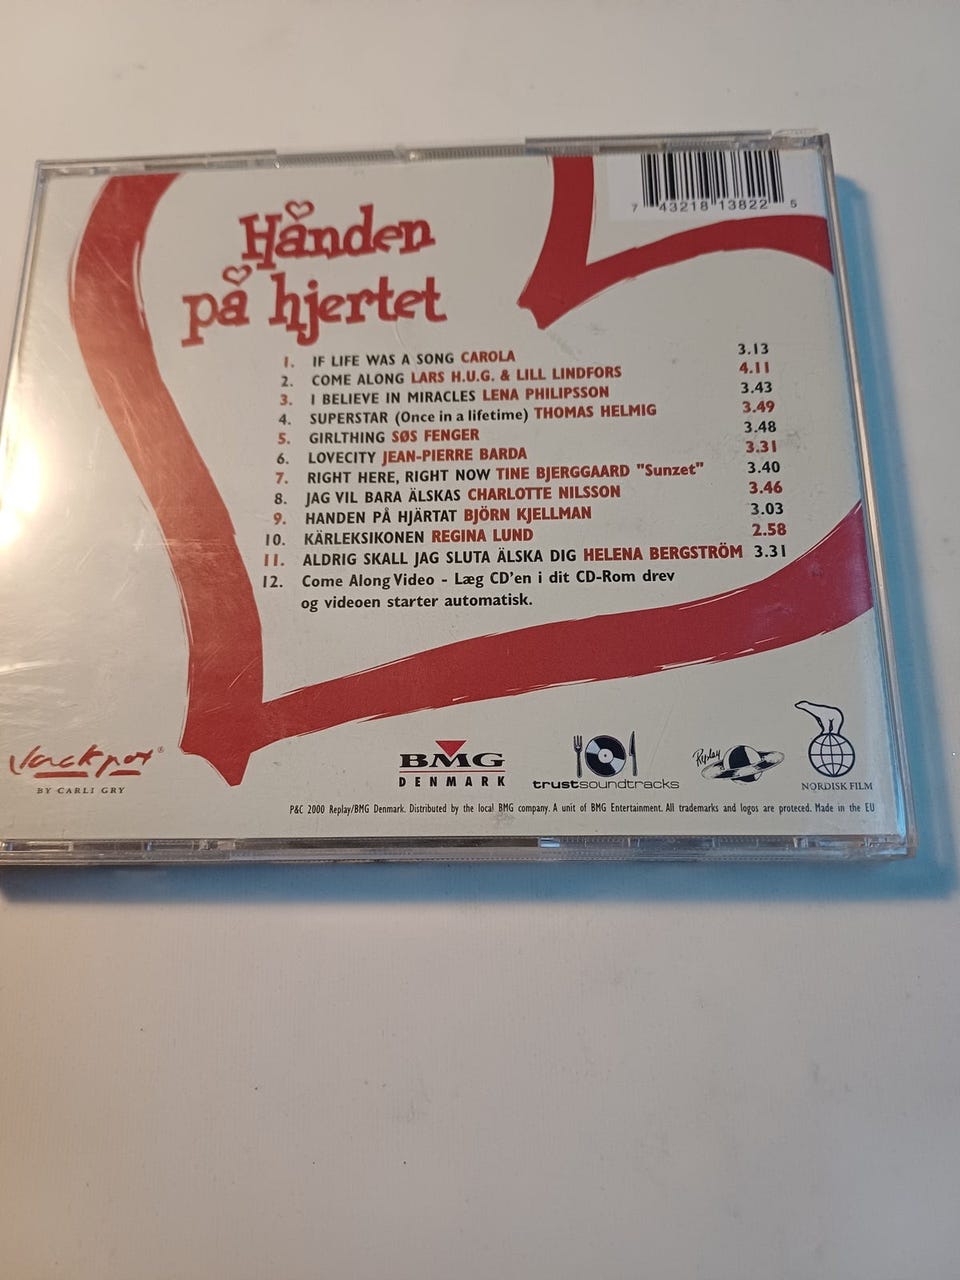 Hånden
på hjertet
7 43218 13822 5
1. IF LIFE WAS A SONG CAROLA 3.13
2. COME ALONG LARS H.U.G. & LILL LINDFORS 4.11
3. I BELIEVE IN MIRACLES LENA PHILIPSSON 3.43
4. SUPERSTAR (Once in a lifetime) THOMAS HELMIG 3.49
5. GIRLTHING SØS FENGER 3.48
6. LOVECITY JEAN-PIERRE BARDA 3.31
7. RIGHT HERE, RIGHT NOW TINE BJERGGAARD "Sunzet" 3.40
8. JAG VIL BARA ÄLSKAS CHARLOTTE NILSSON 3.46
9. HANDEN PÅ HJÄRTAT BJÖRN KJELLMAN 3.03
10. KÄRLEKSIKONEN REGINA LUND 2.58
11. ALDRIG SKALL JAG SLUTA ÄLSKA DIG HELENA BERGSTRÖM 3.31
12. Come Along Video - Læg CD'en i dit CD-Rom drev
og videoen starter automatisk.
Jackpot®
BY CARLI GRY
BMG
DENMARK
trustsoundtracks
Replay
NORDISK FILM
P&C 2000 Replay/BMG Denmark. Distributed by the local BMG company. A unit of BMG Entertainment. All trademarks and logos are proteced. Made in the EU